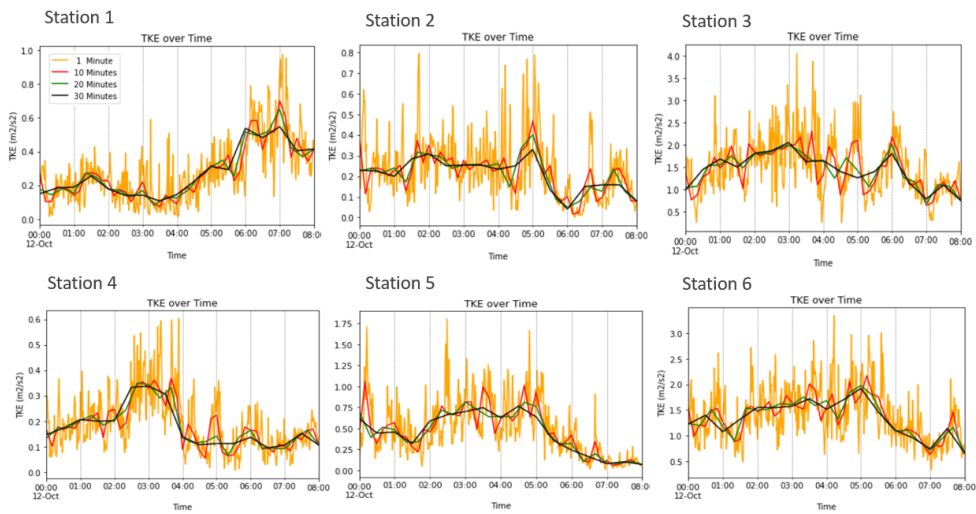 Station 1
TKE over Time
TKE (m2/s2)
1.0
0.8
0.6
0.4
0.2
0.0
1 Minute
10 Minutes
20 Minutes
30 Minutes
00:00 01:00 02:00 03:00 04:00 05:00 06:00 07:00 08:00
12-Oct
Time
Station 2
TKE over Time
TKE (m2/s2)
0.8
0.7
0.6
0.5
0.4
0.3
0.2
0.1
0.0
00:00 01:00 02:00 03:00 04:00 05:00 06:00 07:00 08:00
12-Oct
Time
Station 3
TKE over Time
TKE (m2/s2)
4.0
3.5
3.0
2.5
2.0
1.5
1.0
0.5
00:00 01:00 02:00 03:00 04:00 05:00 06:00 07:00 08:00
12-Oct
Time
Station 4
TKE over Time
TKE (m2/s2)
0.6
0.5
0.4
0.3
0.2
0.1
0.0
00:00 01:00 02:00 03:00 04:00 05:00 06:00 07:00 08:00
12-Oct
Time
Station 5
TKE over Time
TKE (m2/s2)
1.75
1.50
1.25
1.00
0.75
0.50
0.25
0.00
00:00 01:00 02:00 03:00 04:00 05:00 06:00 07:00 08:00
12-Oct
Time
Station 6
TKE over Time
TKE (m2/s2)
3.0
2.5
2.0
1.5
1.0
0.5
00:00 01:00 02:00 03:00 04:00 05:00 06:00 07:00 08:00
12-Oct
Time